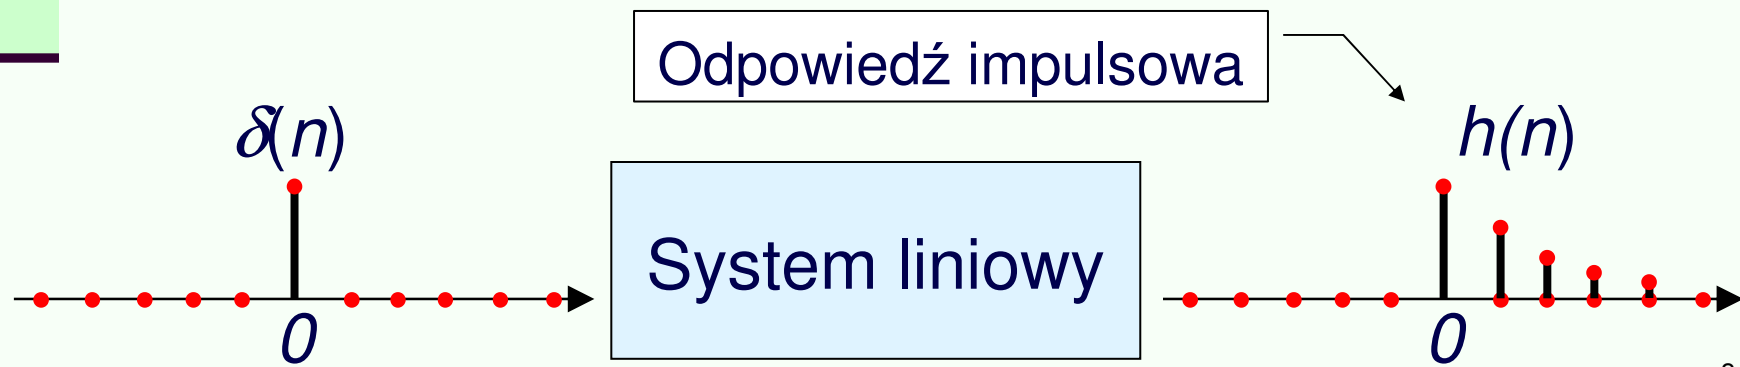 Odpowiedź impulsowa
δ(n)
h(n)
System liniowy
0
0